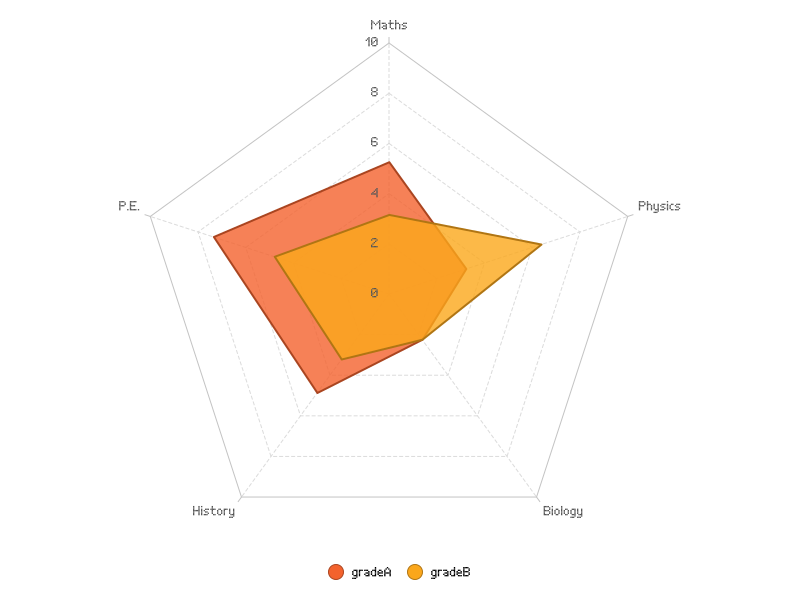 Maths
10
8
6
4
2
0
P.E.
Physics
History
Biology
gradeA
gradeB